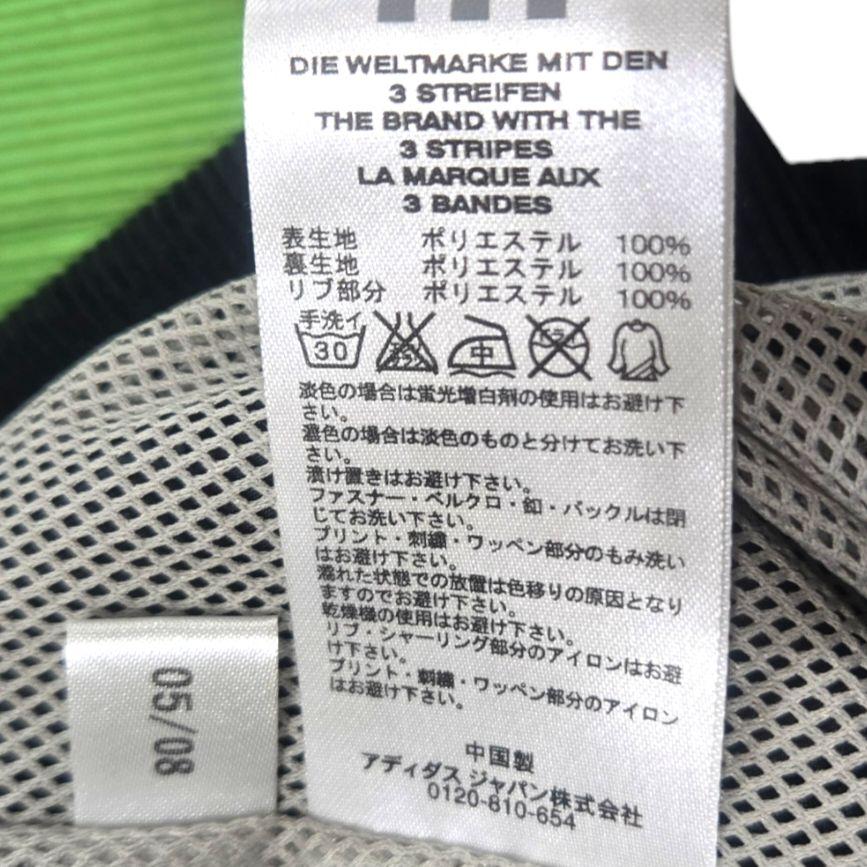 DIE WELTMARKE MIT DEN
3 STREIFEN
THE BRAND WITH THE
3 STRIPES
LA MARQUE AUX
3 BANDES
表生地 ポリエステル 100%
裏生地 ポリエステル 100%
リブ部分 ポリエステル 100%
手洗イ
30
中
淡色の場合は蛍光増白剤の使用はお避け下
さい。
濃色の場合は淡色のものと分けてお洗い下
さい。
漬け置きはお避け下さい。
ファスナー・ベルクロ・釦・バックルは閉
じてお洗い下さい。
プリント・刺繍・ワッペン部分のもみ洗い
はお避け下さい。
濡れた状態での放置は色移りの原因となり
ますのでお避け下さい。
乾燥機の使用はお避け下さい。
リブ・シャーリング部分のアイロンはお避
け下さい。
プリント・刺繍・ワッペン部分のアイロン
はお避け下さい。
中国製
アディダス ジャパン株式会社
0120-810-654
05/08